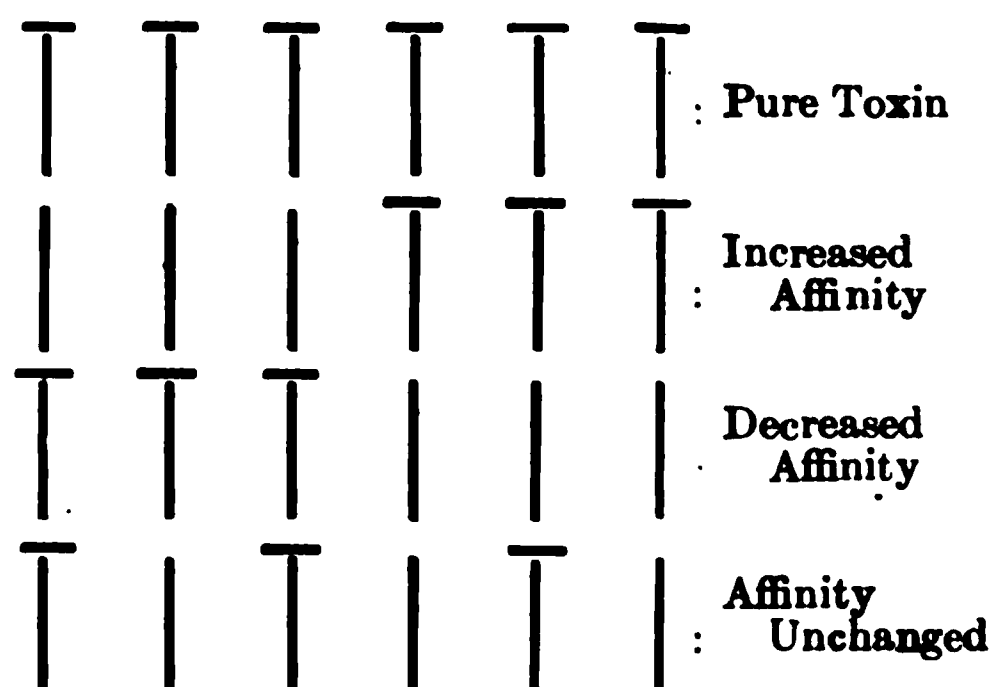 : Pure Toxin
Increased
: Affinity
Decreased
Affinity
Affinity
: Unchanged